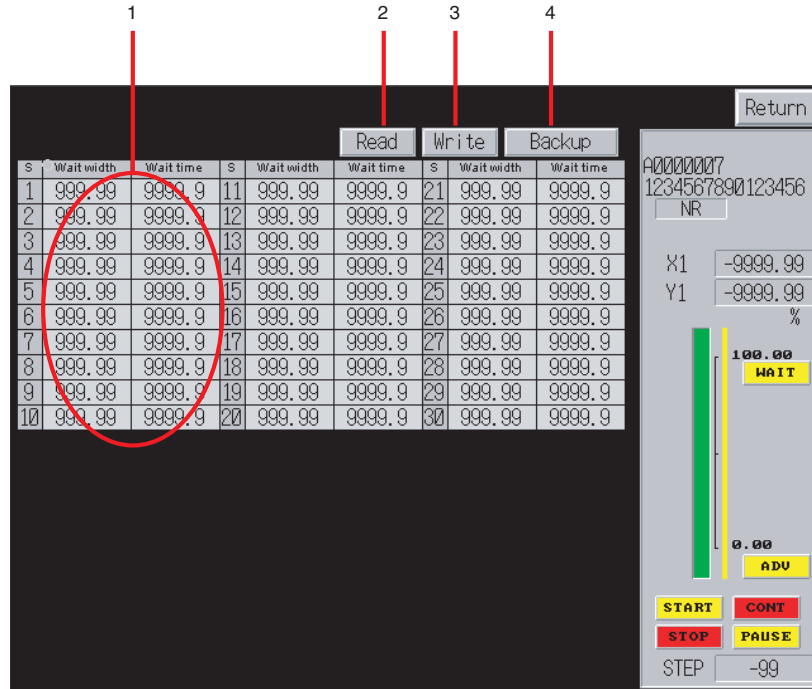 1 2 3 4
Return
Read Write Backup
S Wait width Wait time S Wait width Wait time S Wait width Wait time
1 999.99 9999.9 11 999.99 9999.9 21 999.99 9999.9
2 999.99 9999.9 12 999.99 9999.9 22 999.99 9999.9
3 999.99 9999.9 13 999.99 9999.9 23 999.99 9999.9
4 999.99 9999.9 14 999.99 9999.9 24 999.99 9999.9
5 999.99 9999.9 15 999.99 9999.9 25 999.99 9999.9
6 999.99 9999.9 16 999.99 9999.9 26 999.99 9999.9
7 999.99 9999.9 17 999.99 9999.9 27 999.99 9999.9
8 999.99 9999.9 18 999.99 9999.9 28 999.99 9999.9
9 999.99 9999.9 19 999.99 9999.9 29 999.99 9999.9
10 999.99 9999.9 20 999.99 9999.9 30 999.99 9999.9
A0000007
1234567890123456
NR
X1 -9999.99
Y1 -9999.99
%
100.00
WAIT
0.00
ADV
START CONT
STOP PAUSE
STEP -99